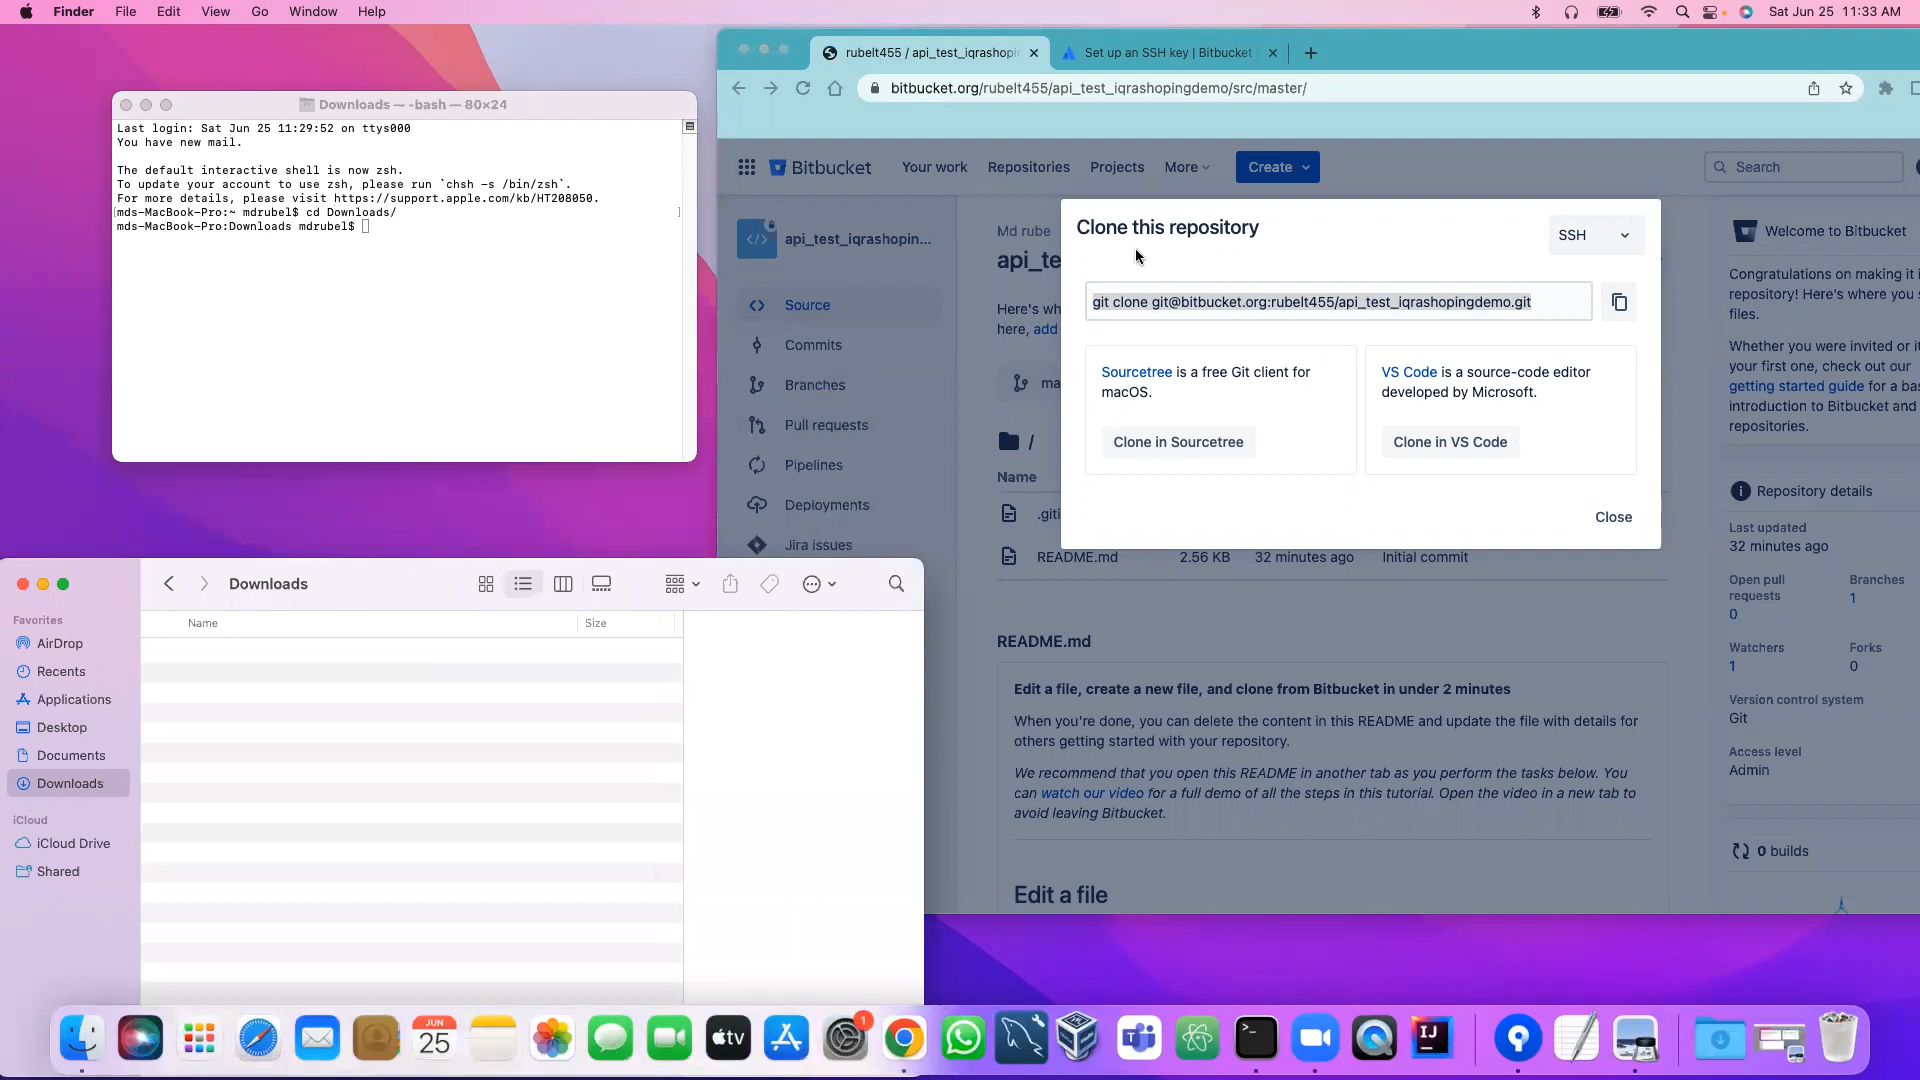 Finder File Edit View Go Window Help
Sat Jun 25 11:33 AM
Downloads — -bash — 80×24
Last login: Sat Jun 25 11:29:52 on ttys000
You have new mail.
The default interactive shell is now zsh.
To update your account to use zsh, please run `chsh -s /bin/zsh`.
For more details, please visit https://support.apple.com/kb/HT208050.
[mds-MacBook-Pro:~ mdrubel$ cd Downloads/ ]
mds-MacBook-Pro:Downloads mdrubel$
rubelt455 / api_test_iqrashopin
Set up an SSH key | Bitbucket
bitbucket.org/rubelt455/api_test_iqrashopingdemo/src/master/
Bitbucket
Your work Repositories Projects More Create
Search
api_test_iqrashopin...
Source
Commits
Branches
Pull requests
Pipelines
Deployments
Jira issues
Md rube
api_te
Here's wh
here, add
ma
/
Name
.giti
README.md 2.56 KB 32 minutes ago Initial commit
Clone this repository
SSH
git clone git@bitbucket.org:rubelt455/api_test_iqrashopingdemo.git
Sourcetree is a free Git client for
macOS.
Clone in Sourcetree
VS Code is a source-code editor
developed by Microsoft.
Clone in VS Code
Close
README.md
Edit a file, create a new file, and clone from Bitbucket in under 2 minutes
When you're done, you can delete the content in this README and update the file with details for
others getting started with your repository.
We recommend that you open this README in another tab as you perform the tasks below. You
can watch our video for a full demo of all the steps in this tutorial. Open the video in a new tab to
avoid leaving Bitbucket.
Edit a file
Welcome to Bitbucket
Congratulations on making it i
repository! Here's where you s
files.
Whether you were invited or it
your first one, check out our
getting started guide for a bas
introduction to Bitbucket and
repositories.
Repository details
Last updated
32 minutes ago
Open pull
requests
0
Branches
1
Watchers
1
Forks
0
Version control system
Git
Access level
Admin
0 builds
Downloads
Name Size
Favorites
AirDrop
Recents
Applications
Desktop
Documents
Downloads
iCloud
iCloud Drive
Shared
JUN
25
tv
1
>_
IJ